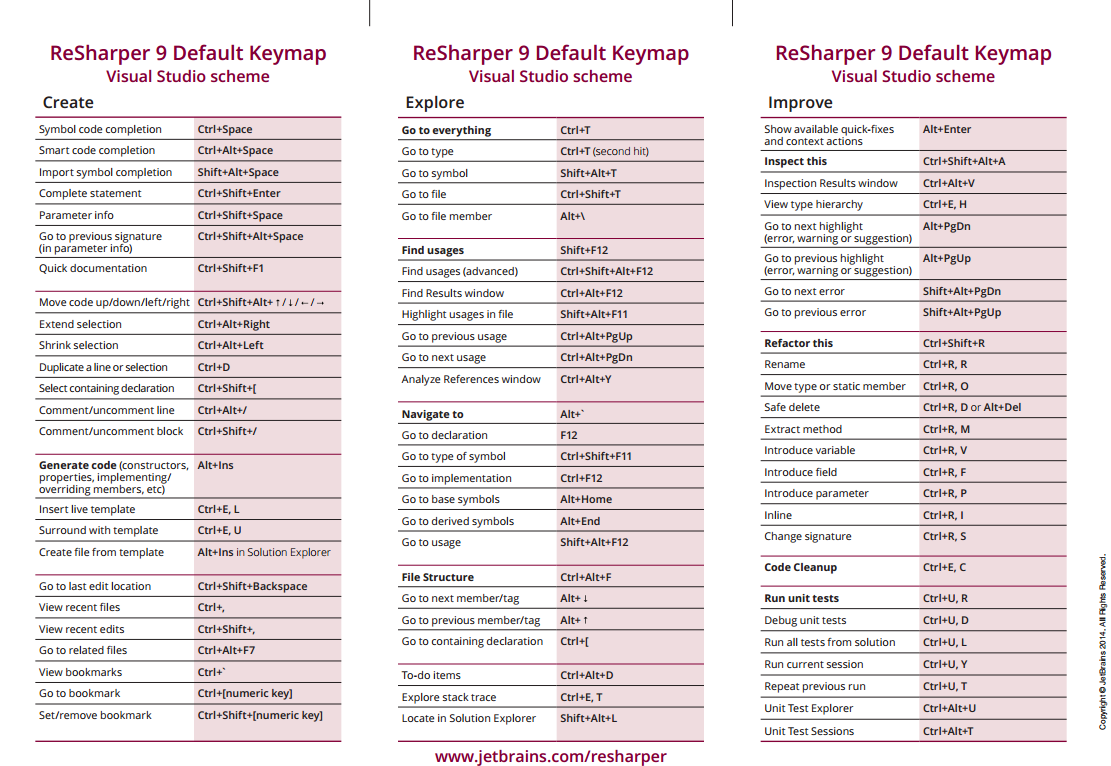 ReSharper 9 Default Keymap
Visual Studio scheme
Create
Symbol code completion Ctrl+Space
Smart code completion Ctrl+Alt+Space
Import symbol completion Shift+Alt+Space
Complete statement Ctrl+Shift+Enter
Parameter info Ctrl+Shift+Space
Go to previous signature Ctrl+Shift+Alt+Space
(in parameter info)
Quick documentation Ctrl+Shift+F1
Move code up/down/left/right Ctrl+Shift+Alt+ ↑ / ↓ / ← / →
Extend selection Ctrl+Alt+Right
Shrink selection Ctrl+Alt+Left
Duplicate a line or selection Ctrl+D
Select containing declaration Ctrl+Shift+[
Comment/uncomment line Ctrl+Alt+/
Comment/uncomment block Ctrl+Shift+/
Generate code (constructors, Alt+Ins
properties, implementing/
overriding members, etc)
Insert live template Ctrl+E, L
Surround with template Ctrl+E, U
Create file from template Alt+Ins in Solution Explorer
Go to last edit location Ctrl+Shift+Backspace
View recent files Ctrl+,
View recent edits Ctrl+Shift+,
Go to related files Ctrl+Alt+F7
View bookmarks Ctrl+`
Go to bookmark Ctrl+[numeric key]
Set/remove bookmark Ctrl+Shift+[numeric key]
ReSharper 9 Default Keymap
Visual Studio scheme
Explore
Go to everything Ctrl+T
Go to type Ctrl+T (second hit)
Go to symbol Shift+Alt+T
Go to file Ctrl+Shift+T
Go to file member Alt+\
Find usages Shift+F12
Find usages (advanced) Ctrl+Shift+Alt+F12
Find Results window Ctrl+Alt+F12
Highlight usages in file Shift+Alt+F11
Go to previous usage Ctrl+Alt+PgUp
Go to next usage Ctrl+Alt+PgDn
Analyze References window Ctrl+Alt+Y
Navigate to Alt+`
Go to declaration F12
Go to type of symbol Ctrl+Shift+F11
Go to implementation Ctrl+F12
Go to base symbols Alt+Home
Go to derived symbols Alt+End
Go to usage Shift+Alt+F12
File Structure Ctrl+Alt+F
Go to next member/tag Alt+ ↓
Go to previous member/tag Alt+ ↑
Go to containing declaration Ctrl+[
To-do items Ctrl+Alt+D
Explore stack trace Ctrl+E, T
Locate in Solution Explorer Shift+Alt+L
www.jetbrains.com/resharper
ReSharper 9 Default Keymap
Visual Studio scheme
Improve
Show available quick-fixes Alt+Enter
and context actions
Inspect this Ctrl+Shift+Alt+A
Inspection Results window Ctrl+Alt+V
View type hierarchy Ctrl+E, H
Go to next highlight Alt+PgDn
(error, warning or suggestion)
Go to previous highlight Alt+PgUp
(error, warning or suggestion)
Go to next error Shift+Alt+PgDn
Go to previous error Shift+Alt+PgUp
Refactor this Ctrl+Shift+R
Rename Ctrl+R, R
Move type or static member Ctrl+R, O
Safe delete Ctrl+R, D or Alt+Del
Extract method Ctrl+R, M
Introduce variable Ctrl+R, V
Introduce field Ctrl+R, F
Introduce parameter Ctrl+R, P
Inline Ctrl+R, I
Change signature Ctrl+R, S
Code Cleanup Ctrl+E, C
Run unit tests Ctrl+U, R
Debug unit tests Ctrl+U, D
Run all tests from solution Ctrl+U, L
Run current session Ctrl+U, Y
Repeat previous run Ctrl+U, T
Unit Test Explorer Ctrl+Alt+U
Unit Test Sessions Ctrl+Alt+T
Copyright © JetBrains 2014, All Rights Reserved.